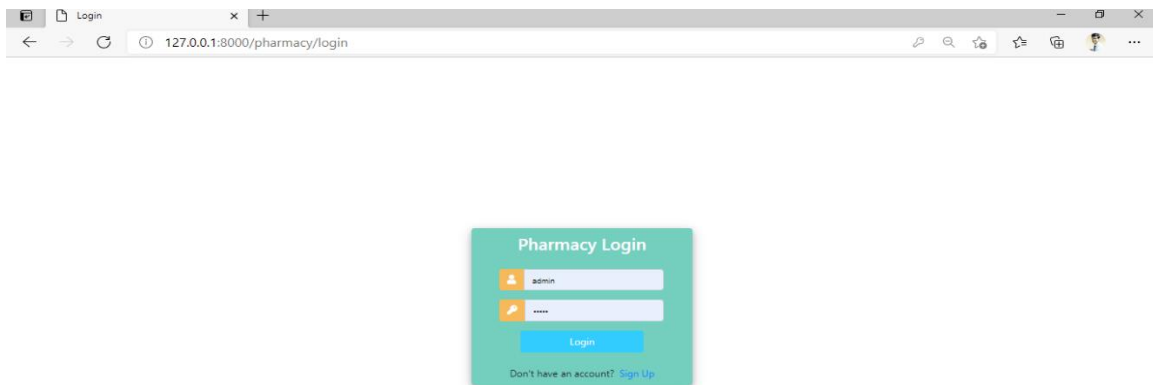 Login
127.0.0.1:8000/pharmacy/login
Pharmacy Login
admin
•••••
Login
Don't have an account? Sign Up